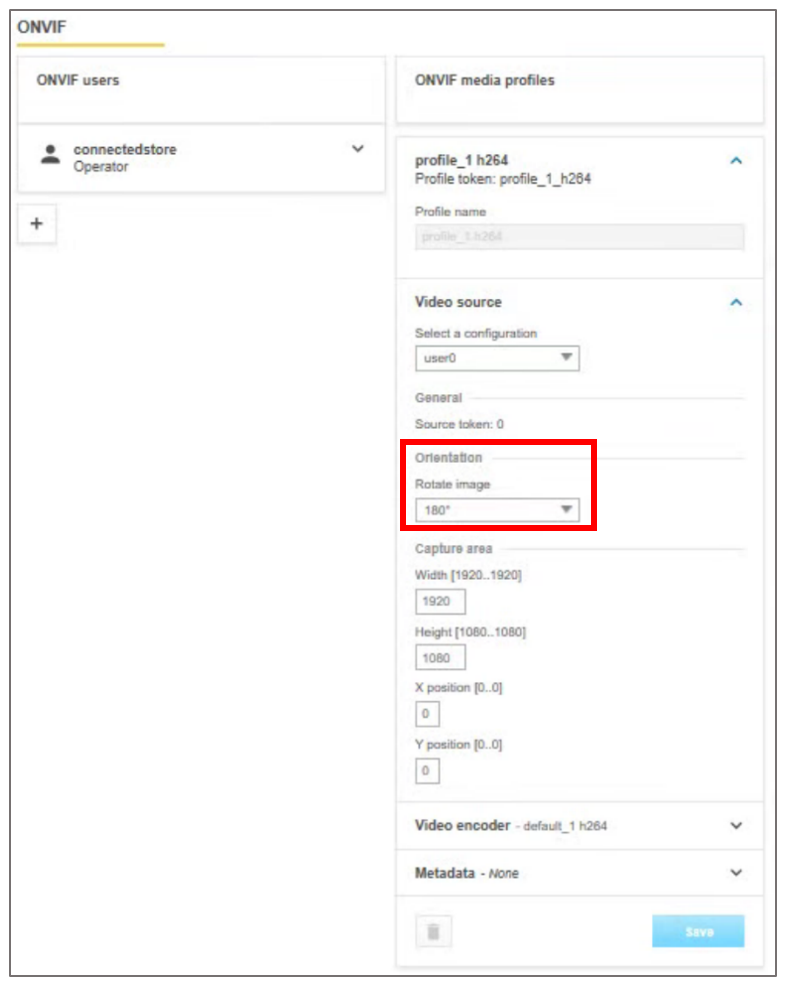 ONVIF
ONVIF users
connectedstore
Operator
+
ONVIF media profiles
profile_1 h264
Profile token: profile_1_h264
Profile name
profile_1 h264
Video source
Select a configuration
user0
General
Source token: 0
Orientation
Rotate image
180°
Capture area
Width [1920..1920]
1920
Height [1080..1080]
1080
X position [0..0]
0
Y position [0..0]
0
Video encoder - default_1 h264
Metadata - None
Save